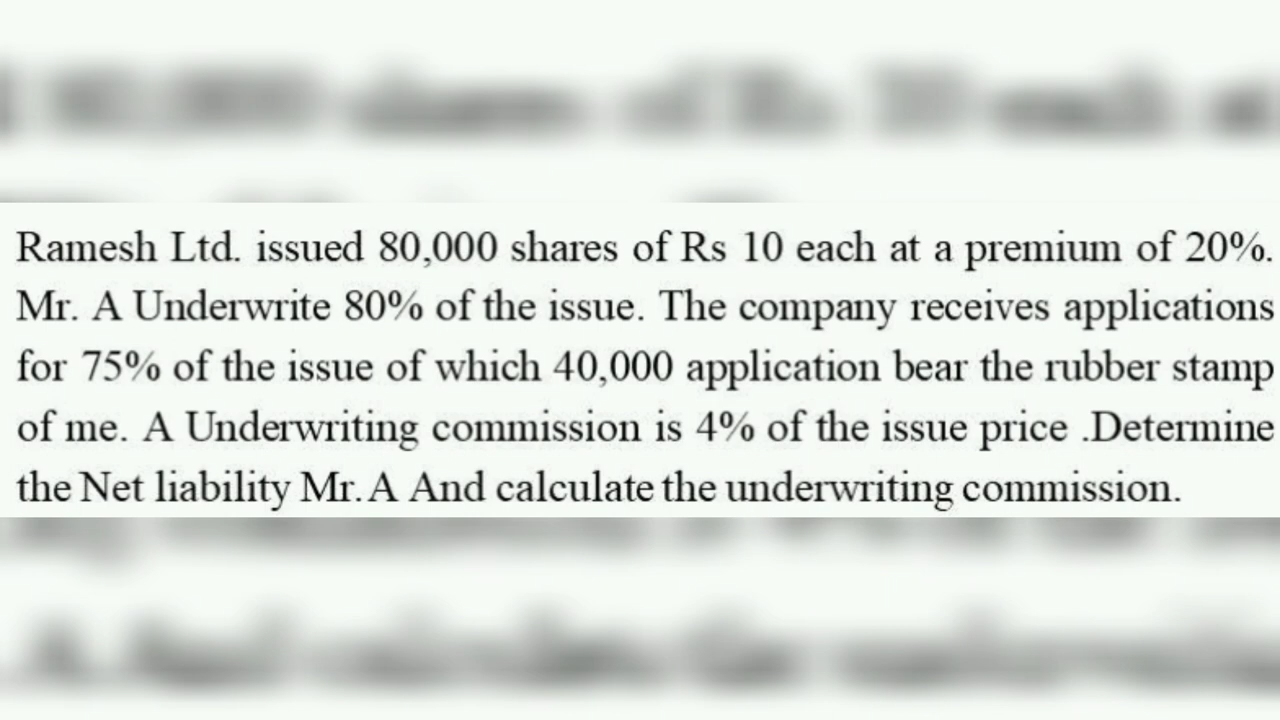 Ramesh Ltd. issued 80,000 shares of Rs 10 each at a premium of 20%.
Mr. A Underwrite 80% of the issue. The company receives applications
for 75% of the issue of which 40,000 application bear the rubber stamp
of me. A Underwriting commission is 4% of the issue price .Determine
the Net liability Mr. A And calculate the underwriting commission.